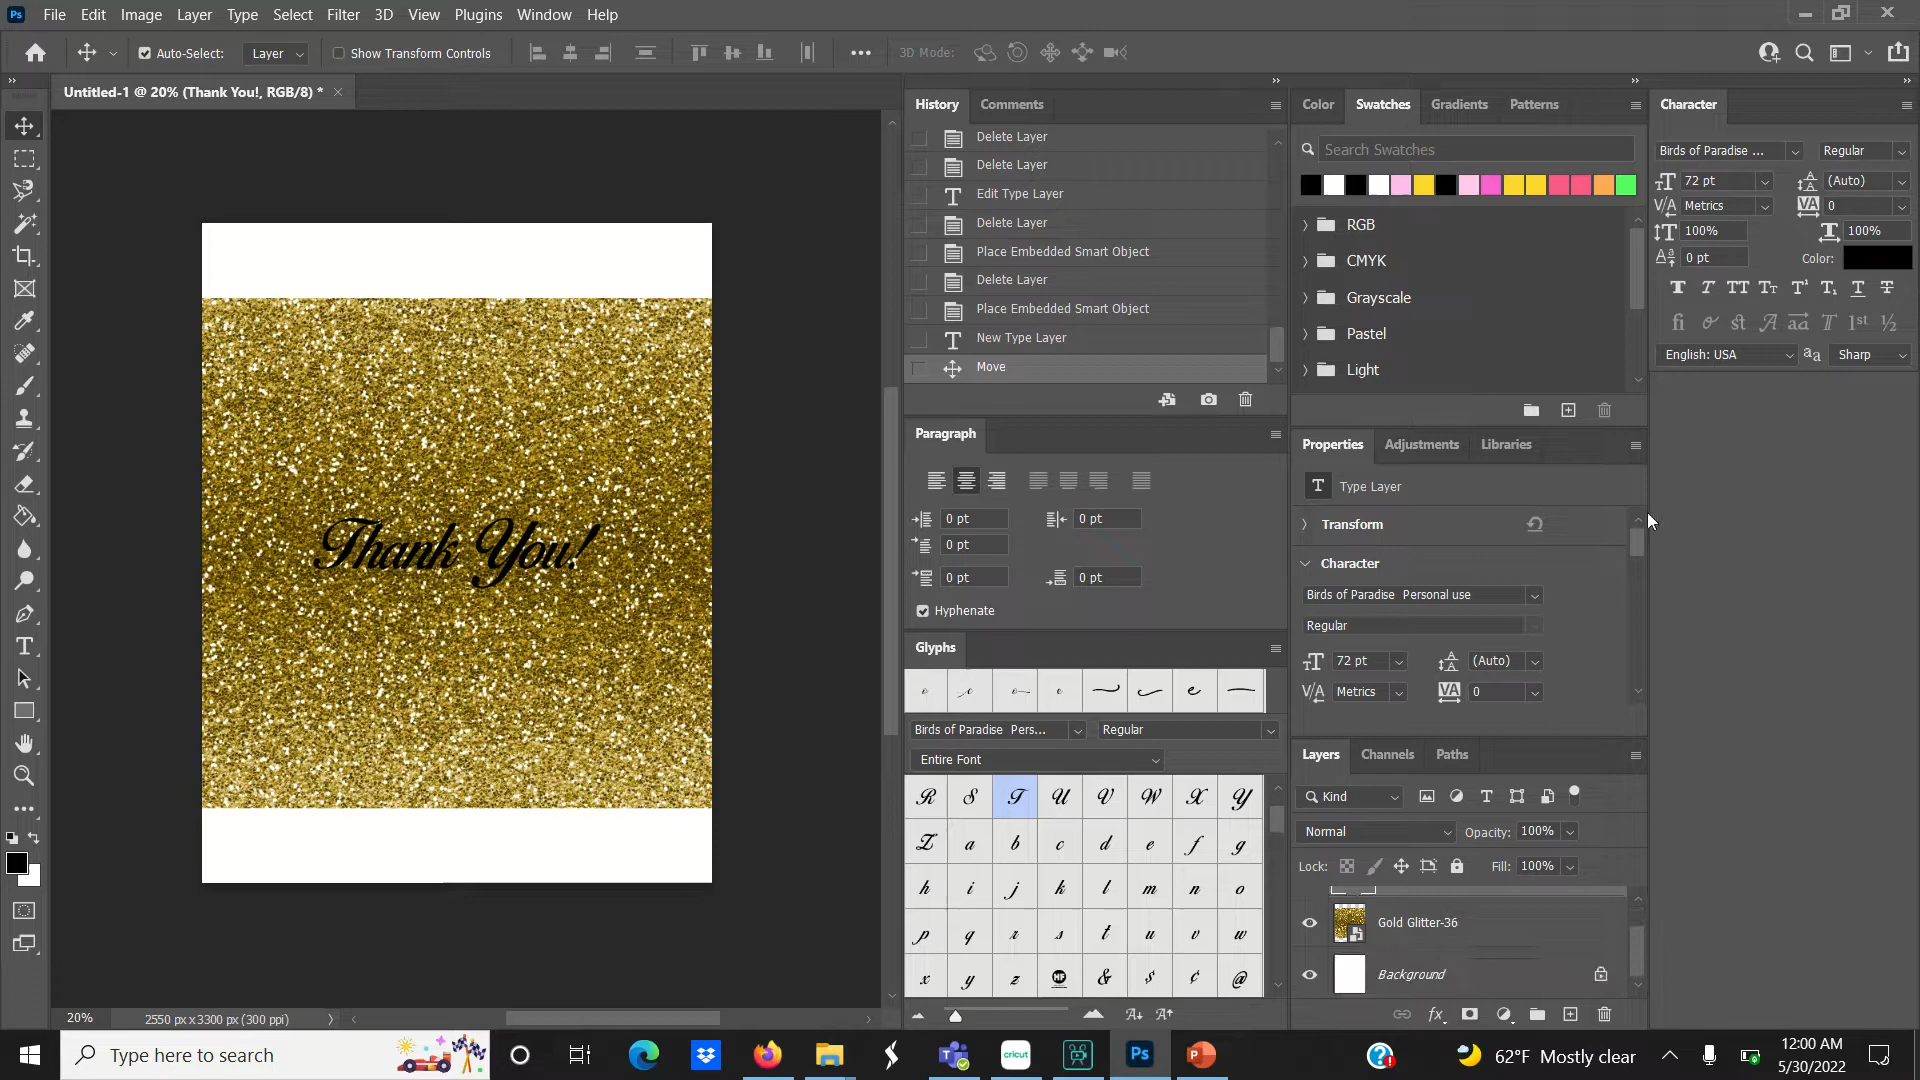 Ps File Edit Image Layer Type Select Filter 3D View Plugins Window Help
Auto-Select: Layer Show Transform Controls 3D Mode:
Untitled-1 @ 20% (Thank You!, RGB/8) *
Thank You!
20% 2550 px x 3300 px (300 ppi)
History Comments
Delete Layer
Delete Layer
Edit Type Layer
Delete Layer
Place Embedded Smart Object
Delete Layer
Place Embedded Smart Object
New Type Layer
Move
Paragraph
0 pt 0 pt
0 pt
0 pt 0 pt
Hyphenate
Glyphs
Birds of Paradise Pers... Regular
Entire Font
R S T U V W X Y
Z a b c d e f g
h i j k l m n o
p q r s t u v w
x y z & $ ¢ @
Color Swatches Gradients Patterns
Search Swatches
RGB
CMYK
Grayscale
Pastel
Light
Properties Adjustments Libraries
Type Layer
Transform
Character
Birds of Paradise Personal use
Regular
72 pt (Auto)
Metrics 0
Layers Channels Paths
Kind
Normal Opacity: 100%
Lock: Fill: 100%
Gold Glitter-36
Background
Character
Birds of Paradise ... Regular
72 pt (Auto)
Metrics 0
100% 100%
0 pt Color:
English: USA Sharp
Type here to search
cricut
Ps
62°F Mostly clear
12:00 AM
5/30/2022